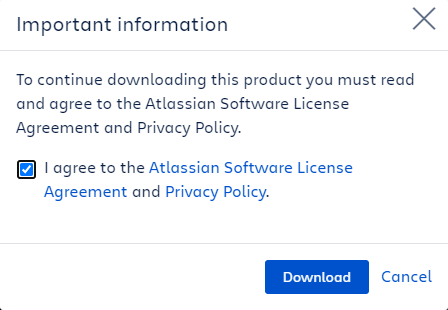 Important information
To continue downloading this product you must read
and agree to the Atlassian Software License
Agreement and Privacy Policy.
I agree to the Atlassian Software License
Agreement and Privacy Policy.
Download Cancel